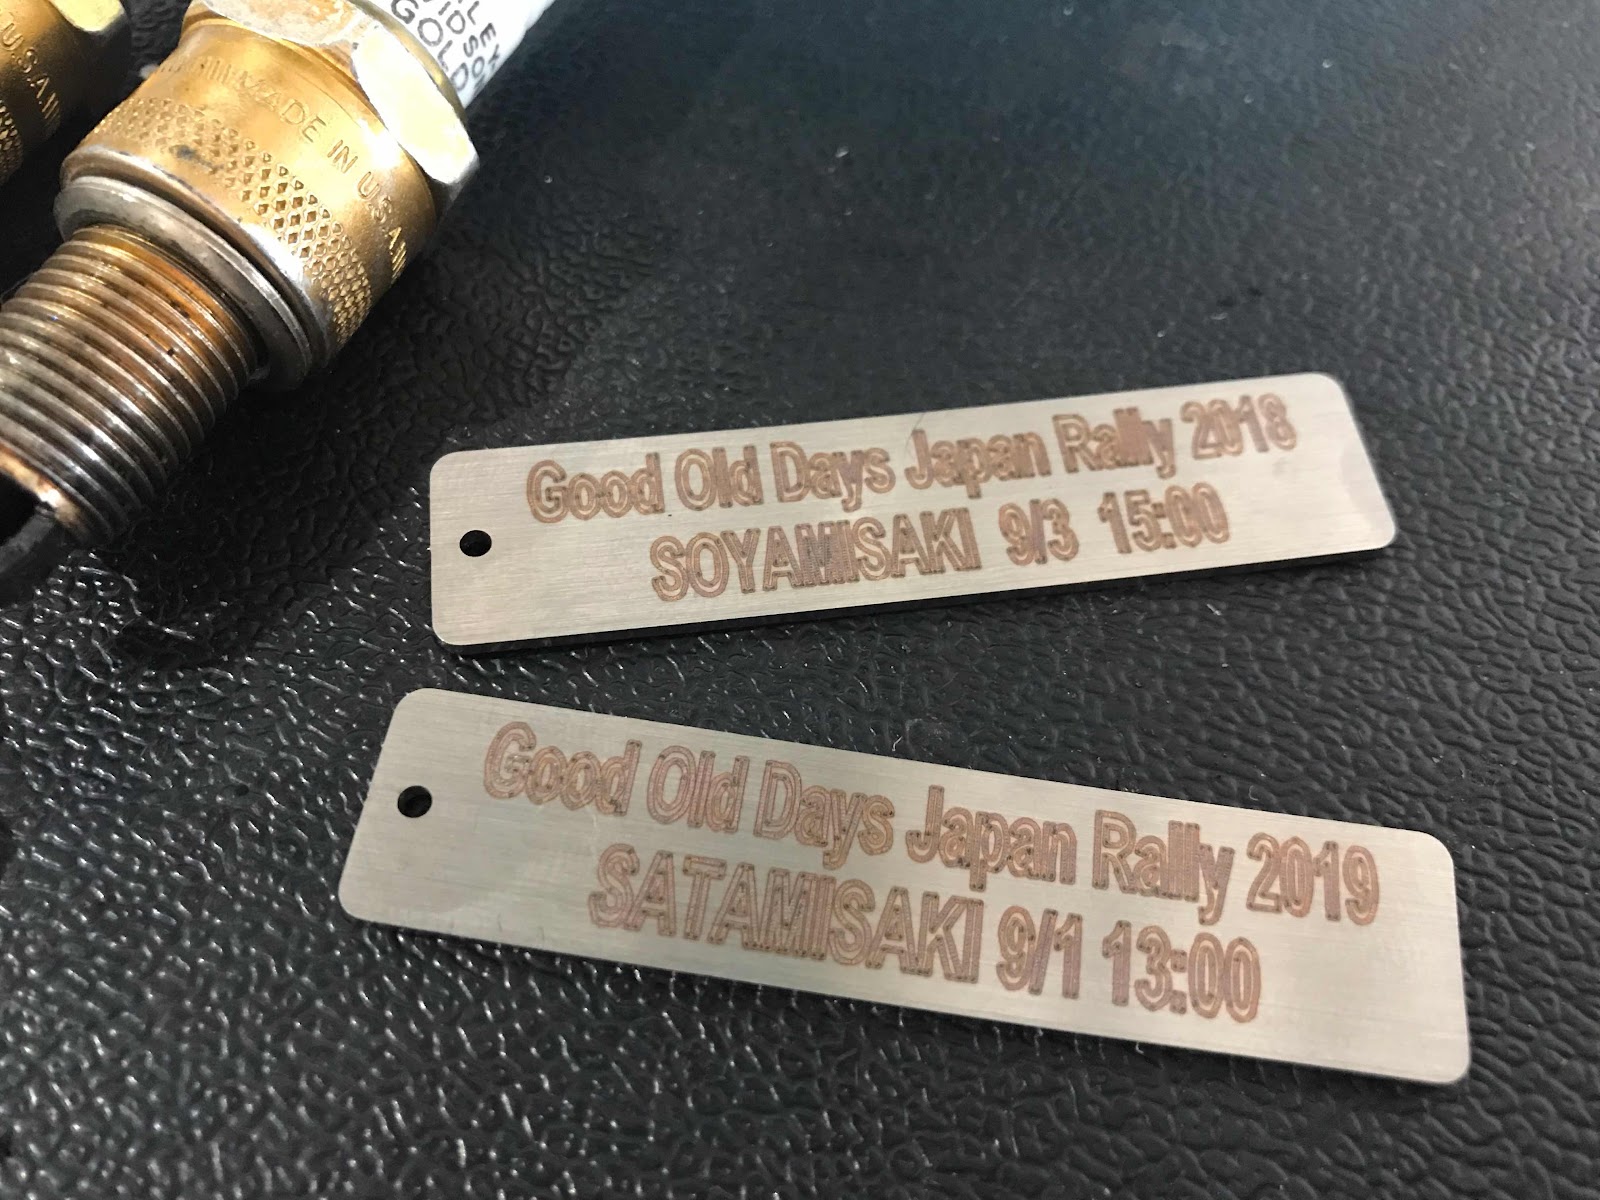 U.S.A.
MADE IN U.S.A.
GOLD
Good Old Days Japan Rally 2018
SOYAMISAKI 9/3 15:00
Good Old Days Japan Rally 2019
SATAMISAKI 9/1 13:00